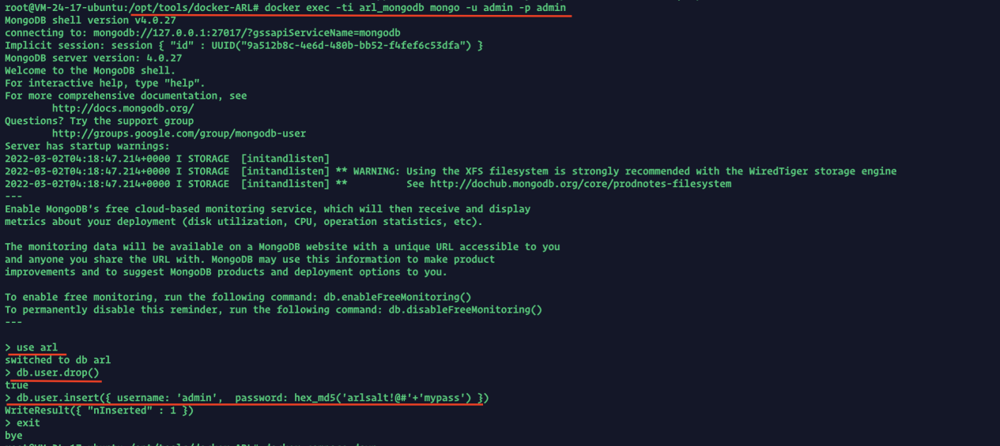 root@VM-24-17-ubuntu:/opt/tools/docker-ARL# docker exec -ti arl_mongodb mongo -u admin -p admin
MongoDB shell version v4.0.27
connecting to: mongodb://127.0.0.1:27017/?gssapiServiceName=mongodb
Implicit session: session { "id" : UUID("9a512b8c-4e6d-480b-bb52-f4fef6c53dfa") }
MongoDB server version: 4.0.27
Welcome to the MongoDB shell.
For interactive help, type "help".
For more comprehensive documentation, see
        http://docs.mongodb.org/
Questions? Try the support group
        http://groups.google.com/group/mongodb-user
Server has startup warnings:
2022-03-02T04:18:47.214+0000 I STORAGE  [initandlisten]
2022-03-02T04:18:47.214+0000 I STORAGE  [initandlisten] ** WARNING: Using the XFS filesystem is strongly recommended with the WiredTiger storage engine
2022-03-02T04:18:47.214+0000 I STORAGE  [initandlisten] **          See http://dochub.mongodb.org/core/prodnotes-filesystem
---
Enable MongoDB's free cloud-based monitoring service, which will then receive and display
metrics about your deployment (disk utilization, CPU, operation statistics, etc).

The monitoring data will be available on a MongoDB website with a unique URL accessible to you
and anyone you share the URL with. MongoDB may use this information to make product
improvements and to suggest MongoDB products and deployment options to you.

To enable free monitoring, run the following command: db.enableFreeMonitoring()
To permanently disable this reminder, run the following command: db.disableFreeMonitoring()
---

> use arl
switched to db arl
> db.user.drop()
true
> db.user.insert({ username: 'admin',  password: hex_md5('arlsalt!@#'+'mypass') })
WriteResult({ "nInserted" : 1 })
> exit
bye